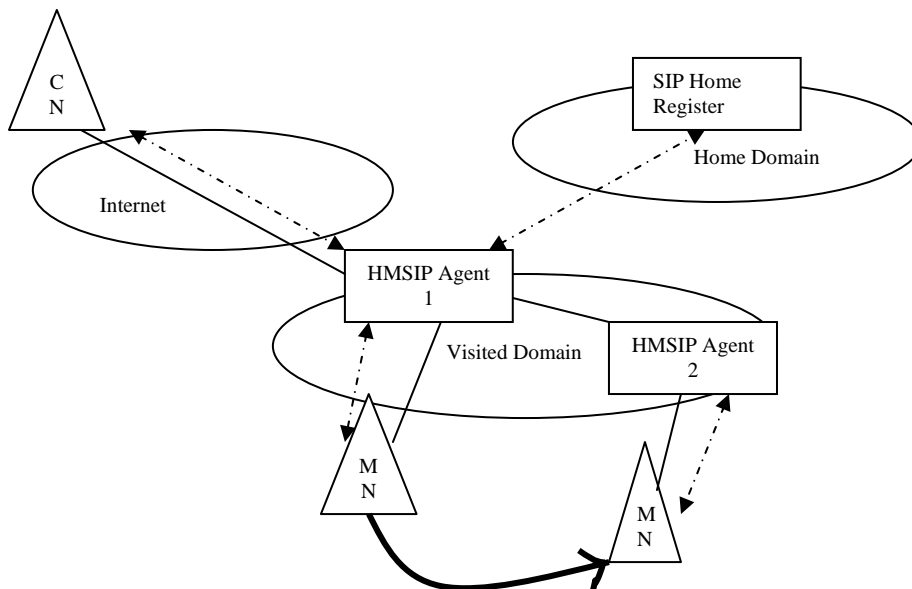 C
N
SIP Home
Register
Home Domain
Internet
HMSIP Agent
1
Visited Domain
HMSIP Agent
2
M
N
M
N